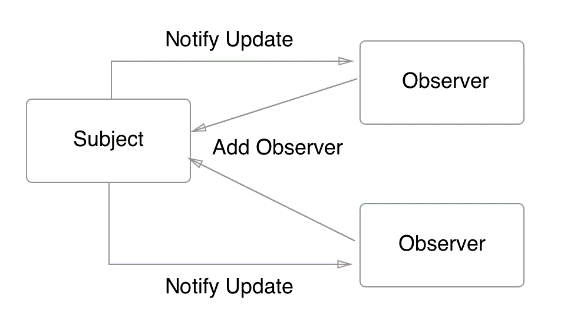 Notify Update
Observer
Subject
Add Observer
Observer
Notify Update